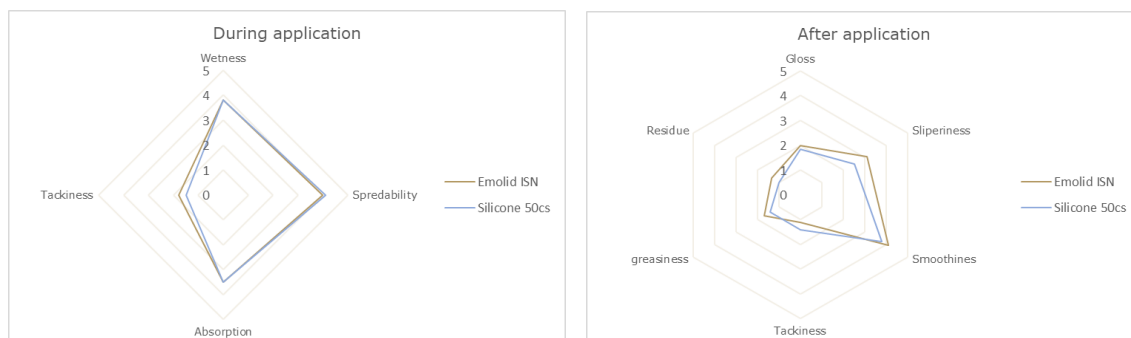 During application
Wetness
5
4
3
2
1
0
Tackiness
Spredability
Absorption
Emolid ISN
Silicone 50cs
After application
Gloss
5
4
3
2
1
0
Residue
Sliperiness
greasiness
Smoothines
Tackiness
Emolid ISN
Silicone 50cs